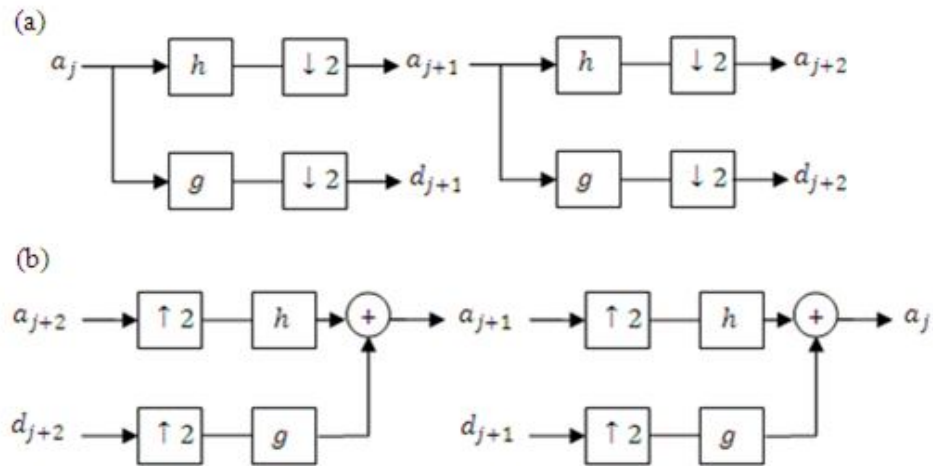 (a)
a_j h ↓ 2 a_{j+1} h ↓ 2 a_{j+2}
g ↓ 2 d_{j+1} g ↓ 2 d_{j+2}
(b)
a_{j+2} ↑ 2 h + a_{j+1} ↑ 2 h + a_j
d_{j+2} ↑ 2 g d_{j+1} ↑ 2 g